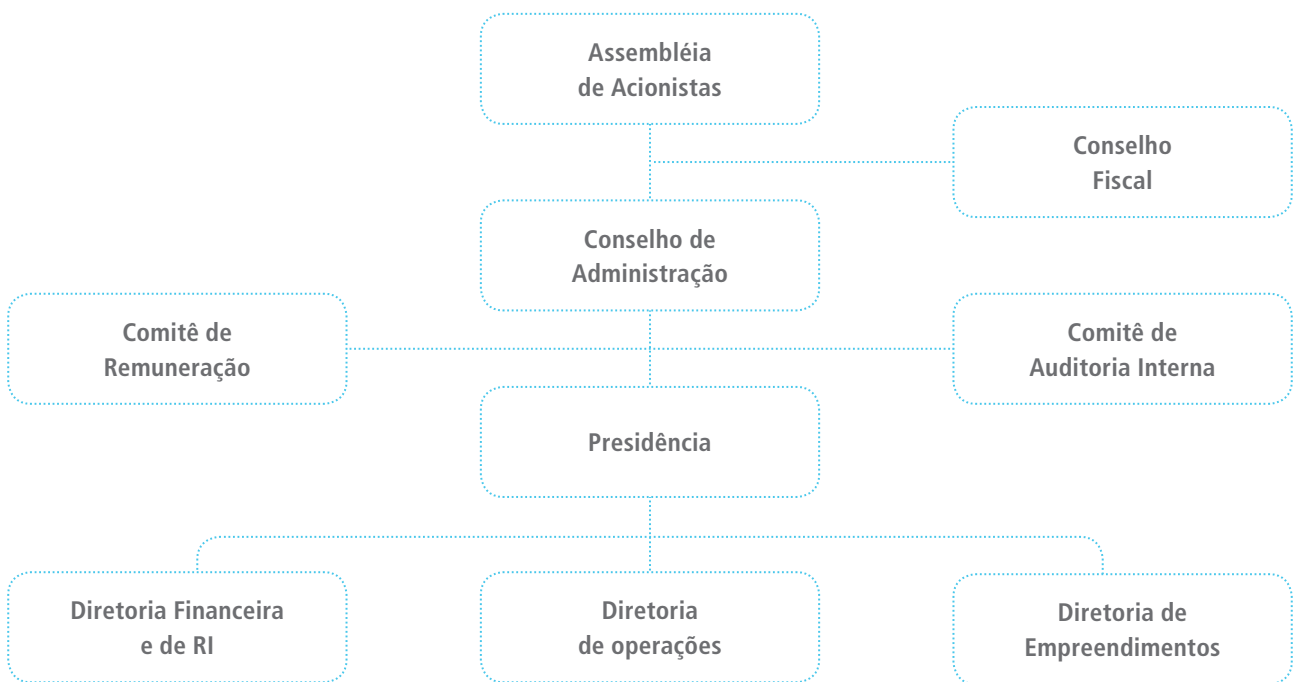 Assembléia
de Acionistas
Conselho
Fiscal
Conselho de
Administração
Comitê de
Remuneração
Comitê de
Auditoria Interna
Presidência
Diretoria Financeira
e de RI
Diretoria
de operações
Diretoria de
Empreendimentos